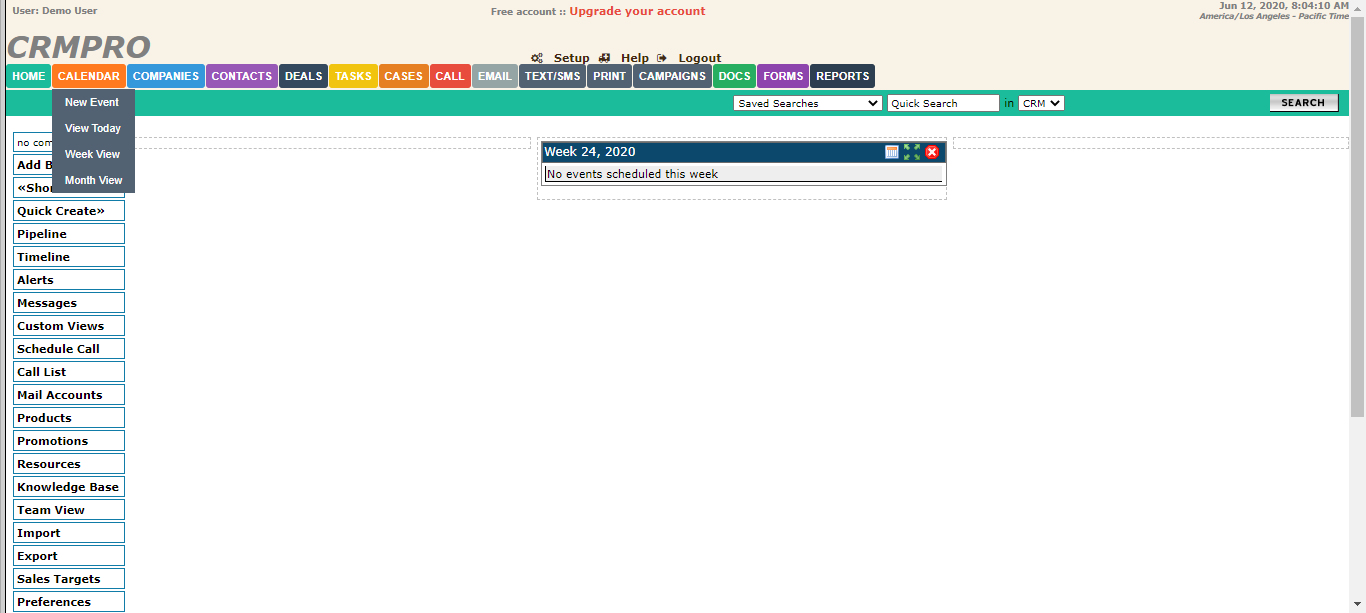 User: Demo User
Free account :: Upgrade your account
Jun 12, 2020, 8:04:10 AM
America/Los Angeles - Pacific Time
CRMPRO
Setup Help Logout
HOME CALENDAR COMPANIES CONTACTS DEALS TASKS CASES CALL EMAIL TEXT/SMS PRINT CAMPAIGNS DOCS FORMS REPORTS
Saved Searches Quick Search in CRM SEARCH
New Event
View Today
Week View
Month View
no com
Add B
«Sho
Quick Create»
Pipeline
Timeline
Alerts
Messages
Custom Views
Schedule Call
Call List
Mail Accounts
Products
Promotions
Resources
Knowledge Base
Team View
Import
Export
Sales Targets
Preferences
Week 24, 2020
No events scheduled this week